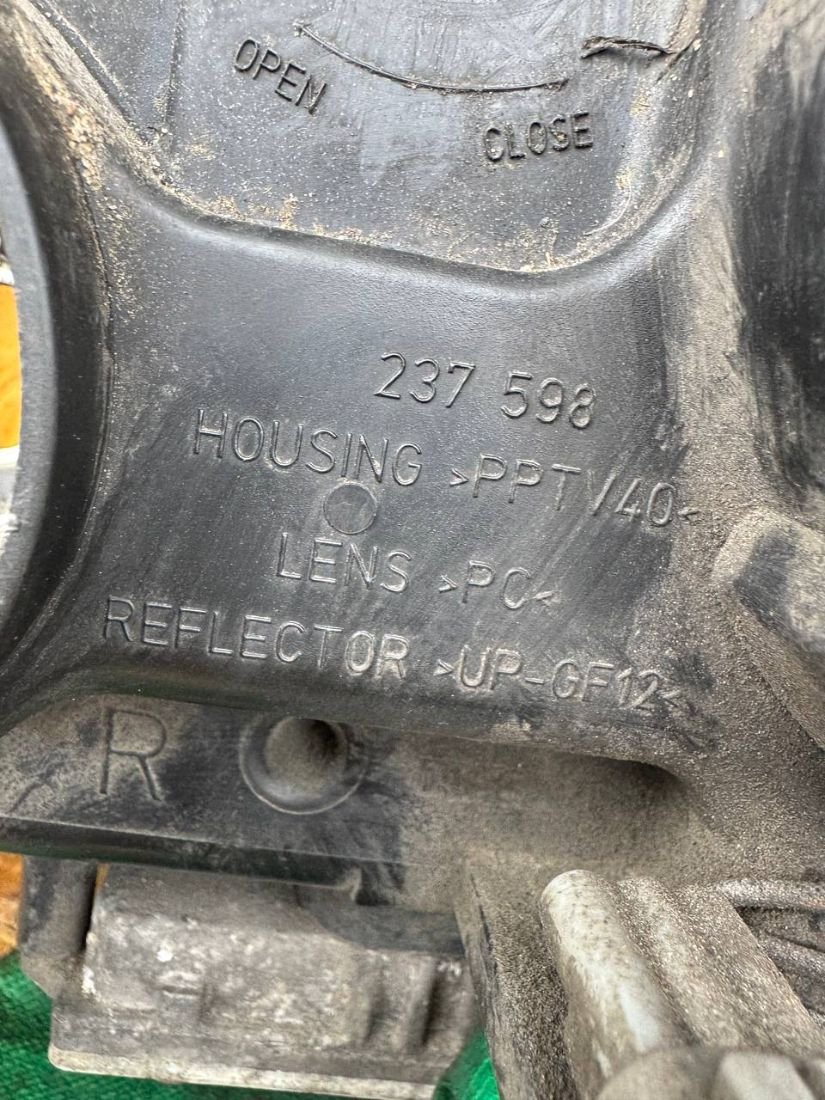 OPEN
CLOSE
237 598
HOUSING >PPTV40<
LENS >PC<
REFLECTOR >UP-GF12<
R